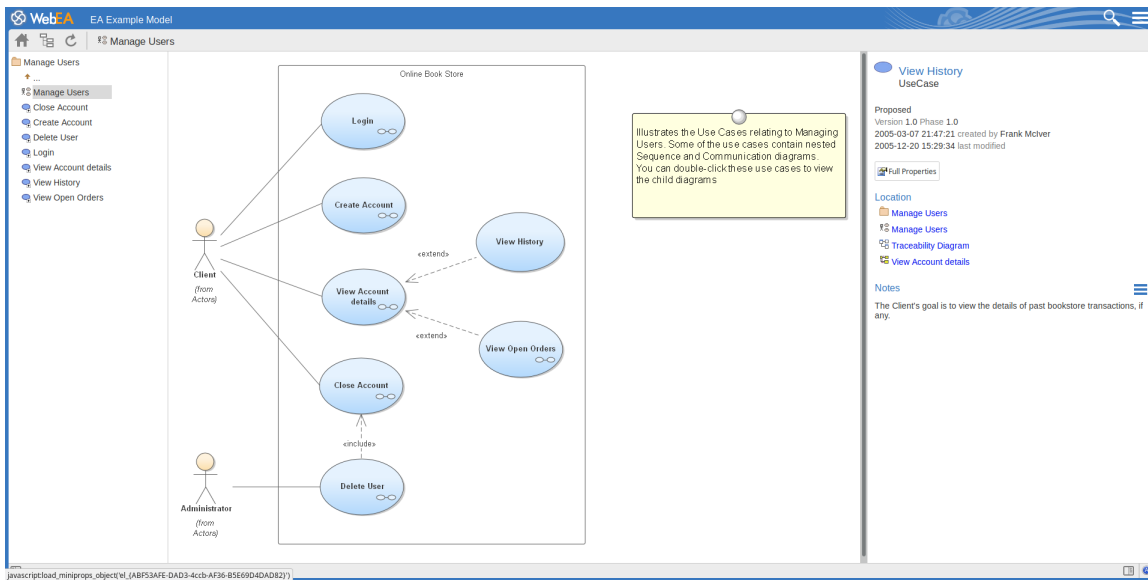 WebEA EA Example Model
Manage Users
Manage Users
...
Manage Users
Close Account
Create Account
Delete User
Login
View Account details
View History
View Open Orders
Online Book Store
Login
Create Account
View History
«extend»
Client
(from
Actors)
View Account
details
«extend»
View Open Orders
Close Account
«include»
Delete User
Administrator
(from
Actors)
Illustrates the Use Cases relating to Managing
Users. Some of the use cases contain nested
Sequence and Communication diagrams.
You can double-click these use cases to view
the child diagrams
View History
UseCase
Proposed
Version 1.0 Phase 1.0
2005-03-07 21:47:21 created by Frank McIver
2005-12-20 15:29:34 last modified
Full Properties
Location
Manage Users
Manage Users
Traceability Diagram
View Account details
Notes
The Client's goal is to view the details of past bookstore transactions, if
any.
javascript:load_miniprops_object('el_{ABF53AFE-DAD3-4ccb-AF36-B5E69D4DAD82}')